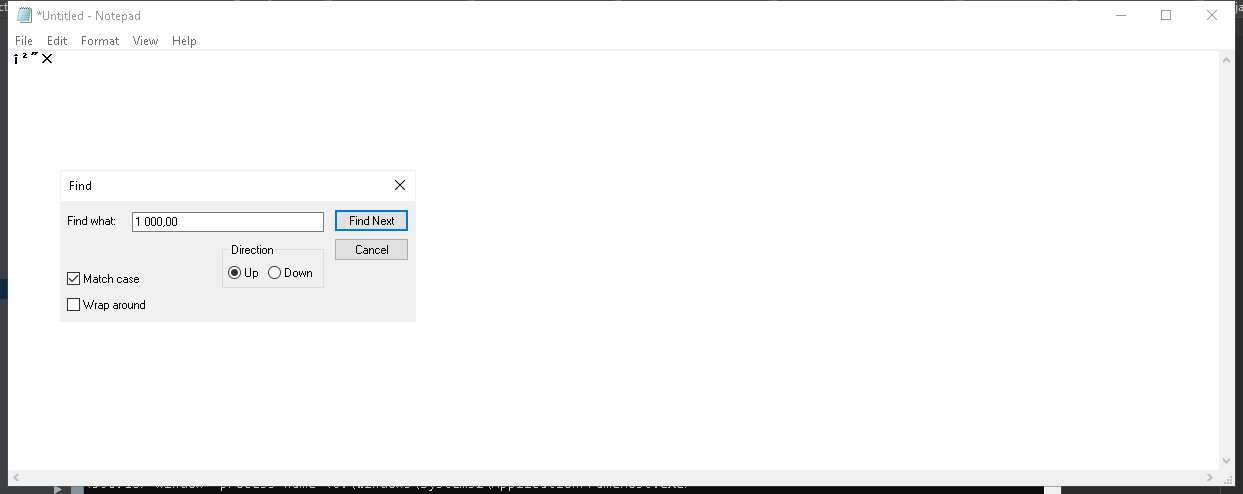 *Untitled - Notepad
File Edit Format View Help
î²˝×
Find
Find what: 1 000,00 Find Next
Direction Cancel
Up Down
Match case
Wrap around